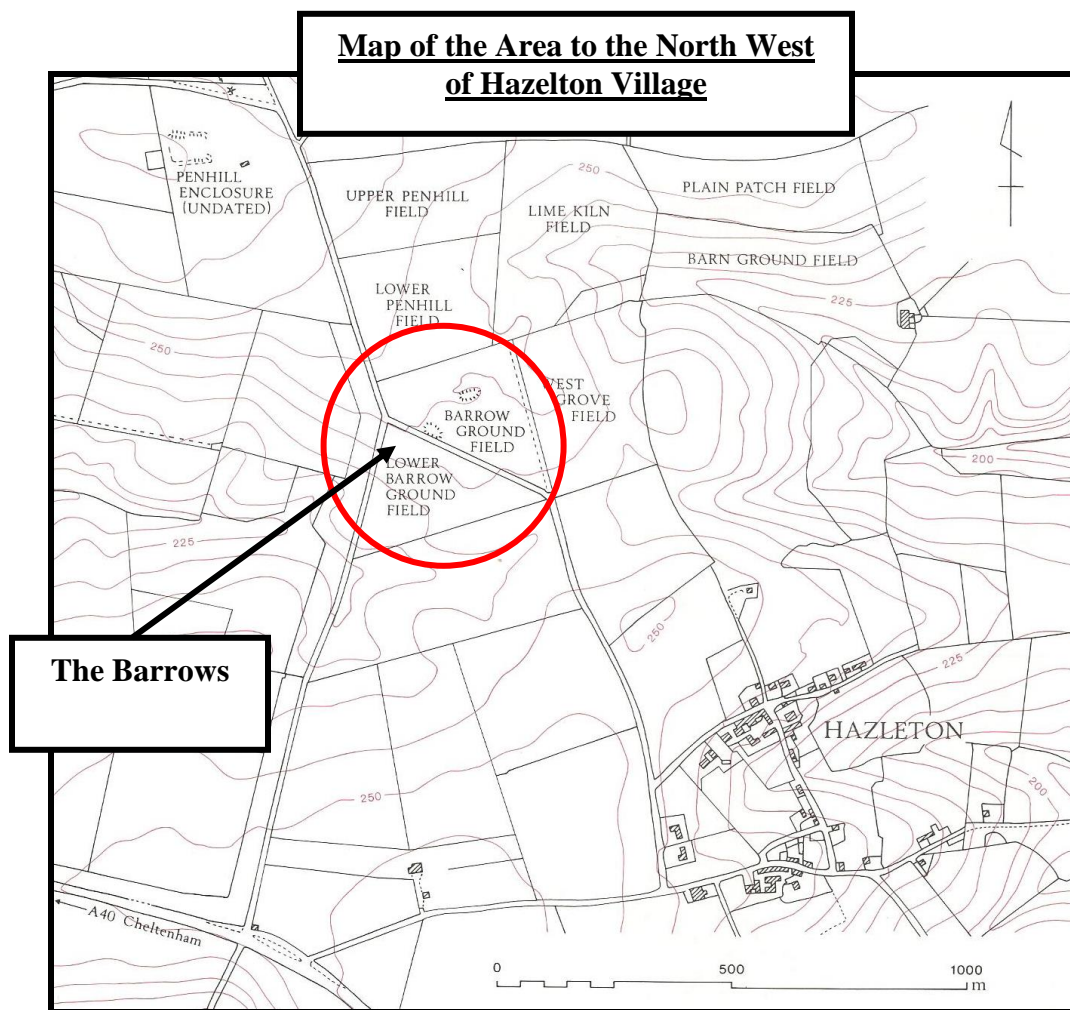 Map of the Area to the North West
of Hazelton Village
PENHILL
ENCLOSURE
(UNDATED)
UPPER PENHILL
FIELD
250
LIME KILN
FIELD
PLAIN PATCH FIELD
BARN GROUND FIELD
225
LOWER
PENHILL
FIELD
250
WEST
GROVE
FIELD
BARROW
GROUND
FIELD
LOWER
BARROW
GROUND
FIELD
200
225
250
The Barrows
225
HAZLETON
250
200
A40 Cheltenham
0 500 1000
m